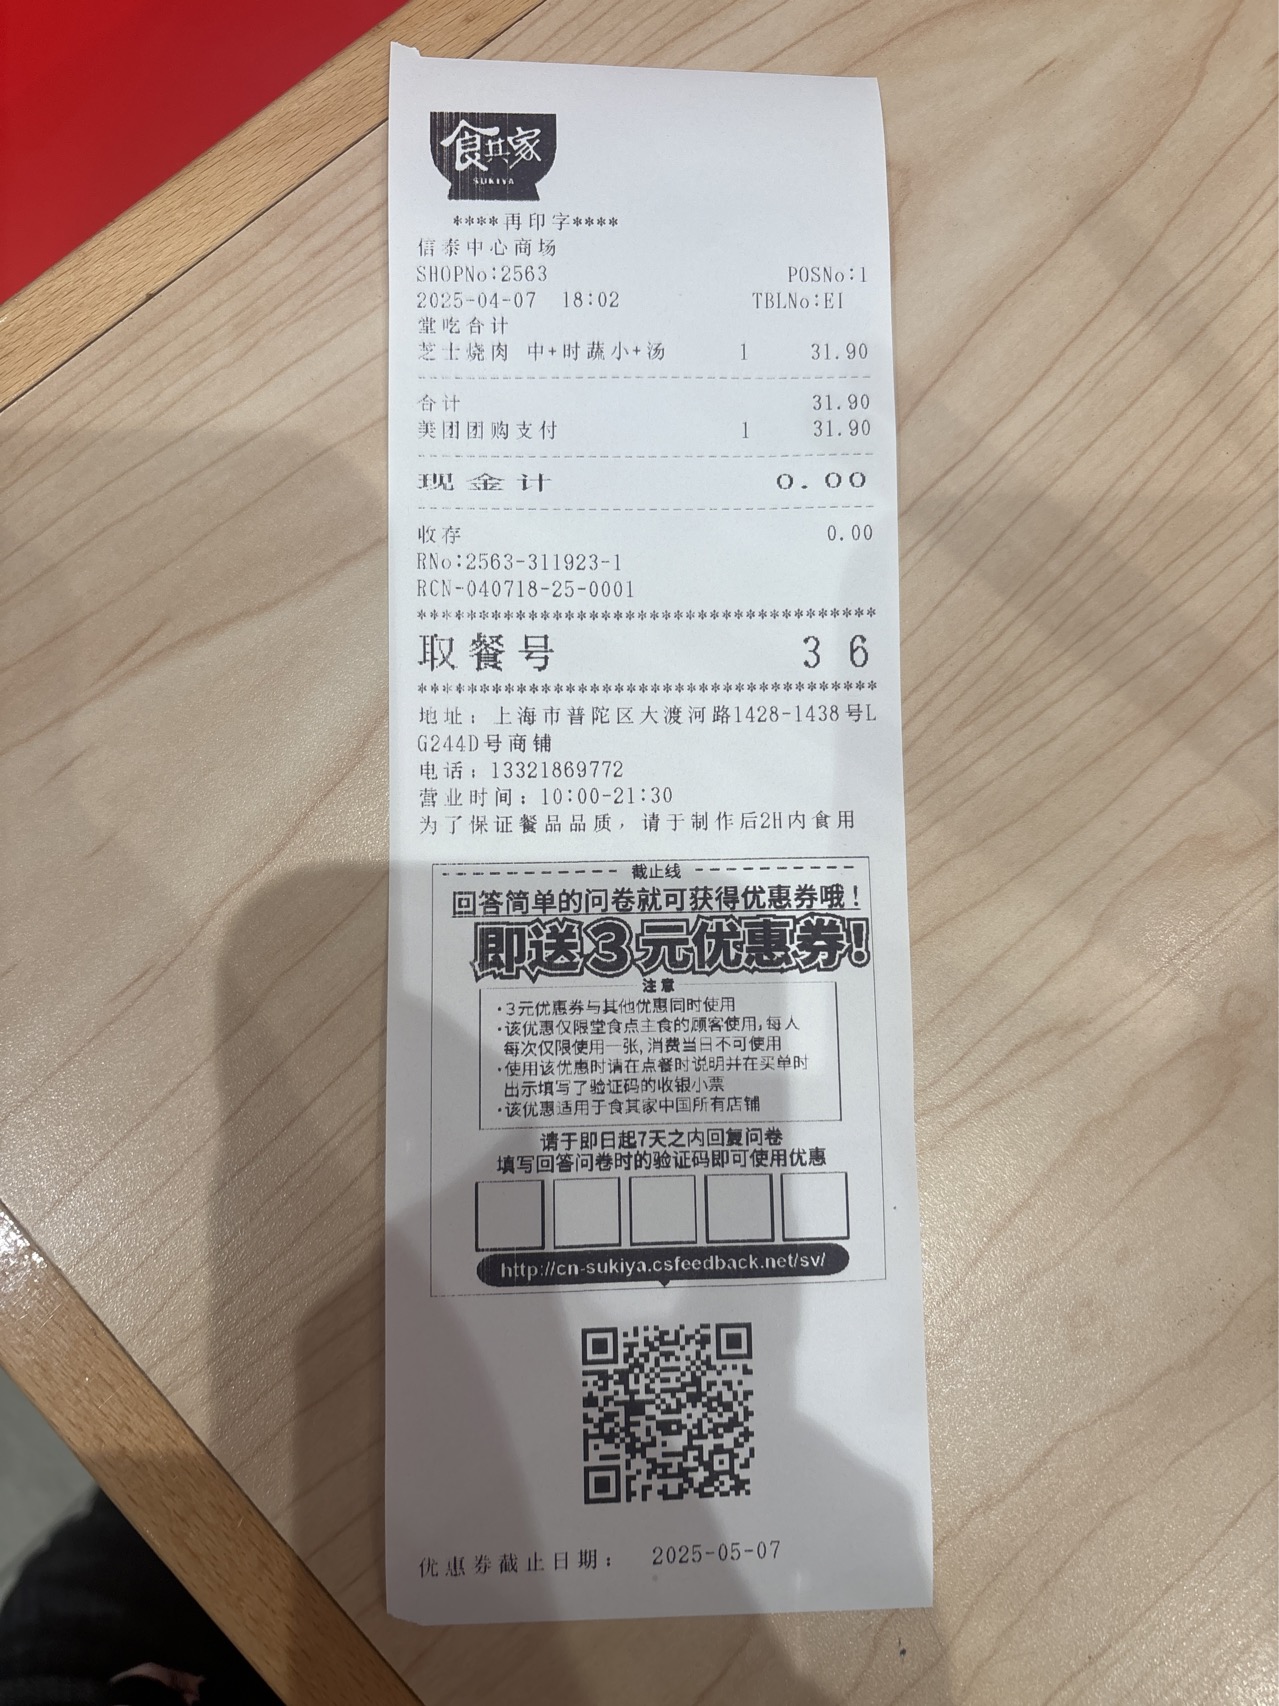 食其家
SUKIYA
****再印字****
信泰中心商场
SHOPNo:2563 POSNo:1
2025-04-07 18:02 TBLNo:EI
堂吃合计
芝士烧肉 中+时蔬小+汤 1 31.90
合计 31.90
美团团购支付 1 31.90
现金计 0.00
收存 0.00
RNo:2563-311923-1
RCN-040718-25-0001
**************************************
取餐号 36
**************************************
地址：上海市普陀区大渡河路1428-1438号L
G244D号商铺
电话：13321869772
营业时间：10:00-21:30
为了保证餐品品质，请于制作后2H内食用
截止线
回答简单的问卷就可获得优惠券哦！
即送3元优惠券！
注意
·3元优惠券与其他优惠同时使用
·该优惠仅限堂食点主食的顾客使用,每人
每次仅限使用一张,消费当日不可使用
·使用该优惠时请在点餐时说明并在买单时
出示填写了验证码的收银小票
·该优惠适用于食其家中国所有店铺
请于即日起7天之内回复问卷
填写回答问卷时的验证码即可使用优惠
http://cn-sukiya.csfeedback.net/sv/
优惠券截止日期： 2025-05-07